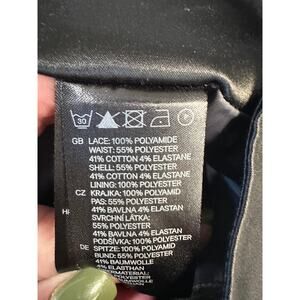 30
GB LACE: 100% POLYAMIDE
WAIST: 55% POLYESTER
41% COTTON 4% ELASTANE
SHELL: 55% POLYESTER
41% COTTON 4% ELASTANE
LINING: 100% POLYESTER
CZ KRAJKA: 100% POLYAMID
PAS: 55% POLYESTER
41% BAVLNA 4% ELASTAN
SVRCHNÍ LÁTKA:
55% POLYESTER
41% BAVLNA 4% ELASTAN
PODŠÍVKA: 100% POLYESTER
DE SPITZE: 100% POLYAMID
BUND: 55% POLYESTER
41% BAUMWOLLE
4% ELASTHAN